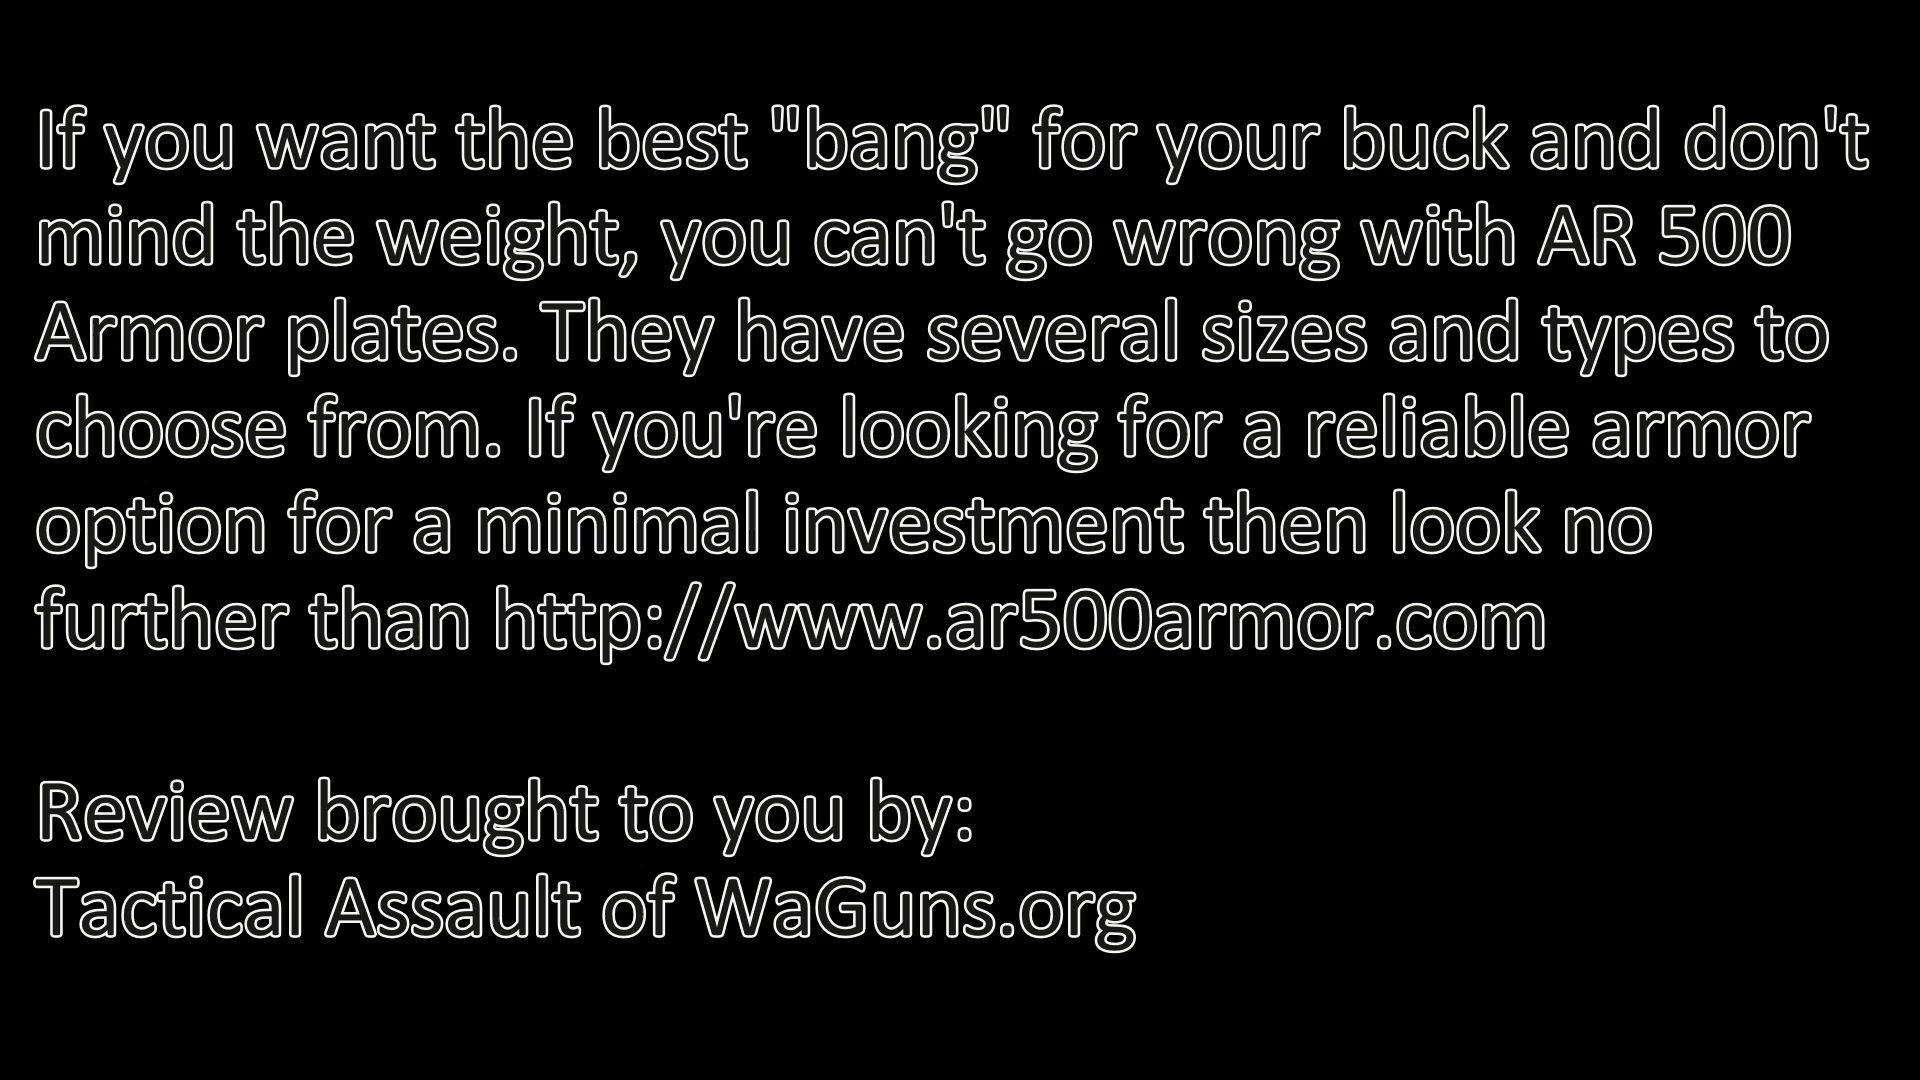 If you want the best "bang" for your buck and don't
mind the weight, you can't go wrong with AR 500
Armor plates. They have several sizes and types to
choose from. If you're looking for a reliable armor
option for a minimal investment then look no
further than http://www.ar500armor.com
Review brought to you by:
Tactical Assault of WaGuns.org